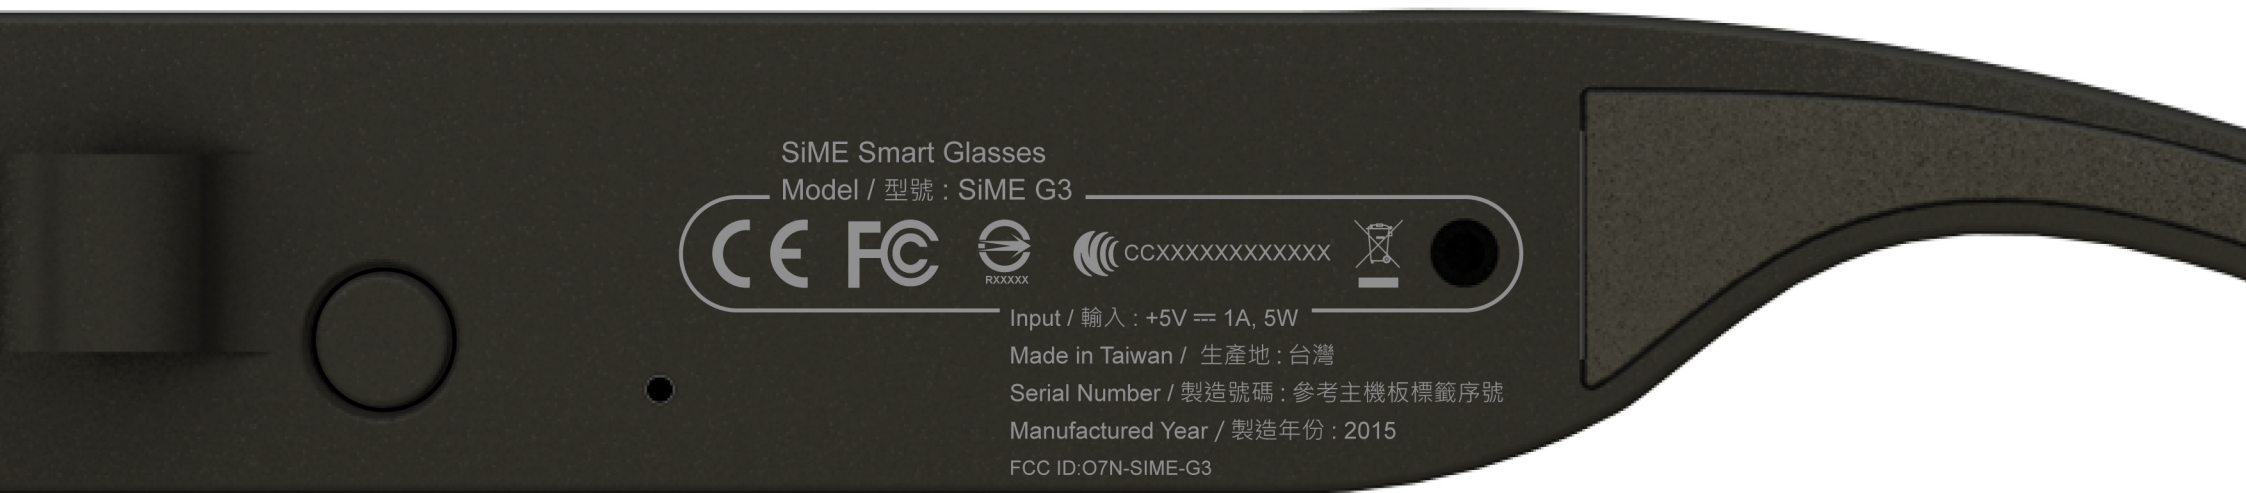 SiME Smart Glasses
Model / 型號 : SiME G3
CE FC RXXXXX CCXXXXXXXXXXXX
Input / 輸入 : +5V ⎓ 1A, 5W
Made in Taiwan / 生產地 : 台灣
Serial Number / 製造號碼 : 參考主機板標籤序號
Manufactured Year / 製造年份 : 2015
FCC ID:O7N-SIME-G3